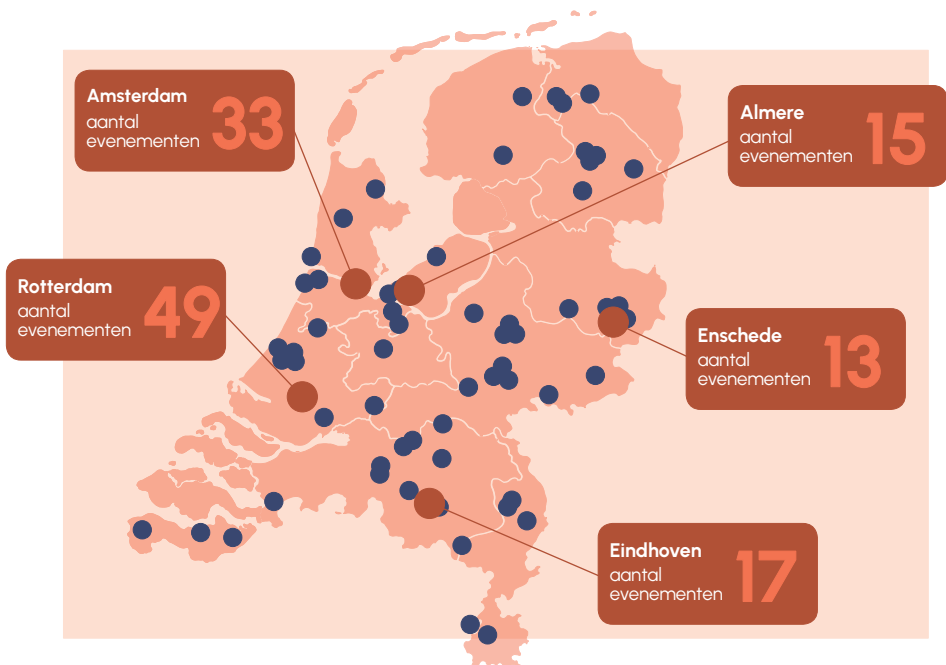 Amsterdam
aantal
evenementen
33
Almere
aantal
evenementen
15
Rotterdam
aantal
evenementen
49
Enschede
aantal
evenementen
13
Eindhoven
aantal
evenementen
17